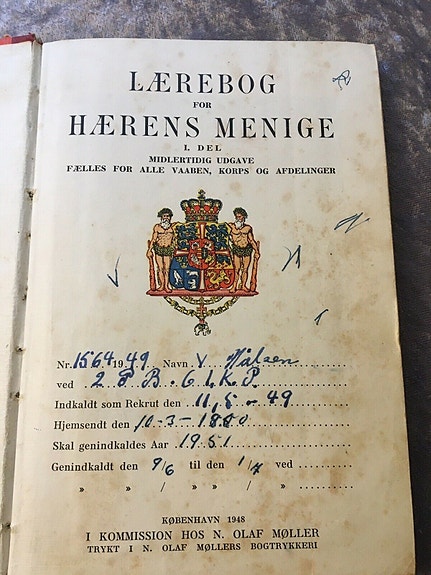 LÆREBOG
FOR
HÆRENS MENIGE
I. DEL
MIDLERTIDIG UDGAVE
FÆLLES FOR ALLE VAABEN, KORPS OG AFDELINGER
Nr. 1564 1949 Navn V
ved
Indkaldt som Rekrut den 11,5-49
Hjemsendt den 10-3-1950
Skal genindkaldes Aar 1951
Genindkaldt den 9/6 til den 1/7 ved
» » / » » / »
KØBENHAVN 1948
I KOMMISSION HOS N. OLAF MØLLER
TRYKT I N. OLAF MØLLERS BOGTRYKKERI